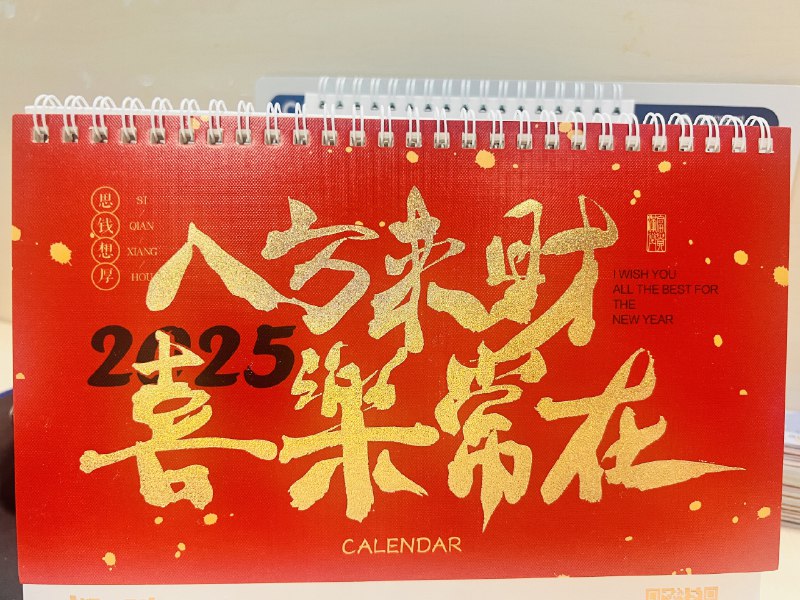 思 SI
钱 QIAN
想 XIANG
厚 HOU
八方来财
I WISH YOU
ALL THE BEST FOR
THE
NEW YEAR
2025
喜樂常在
CALENDAR